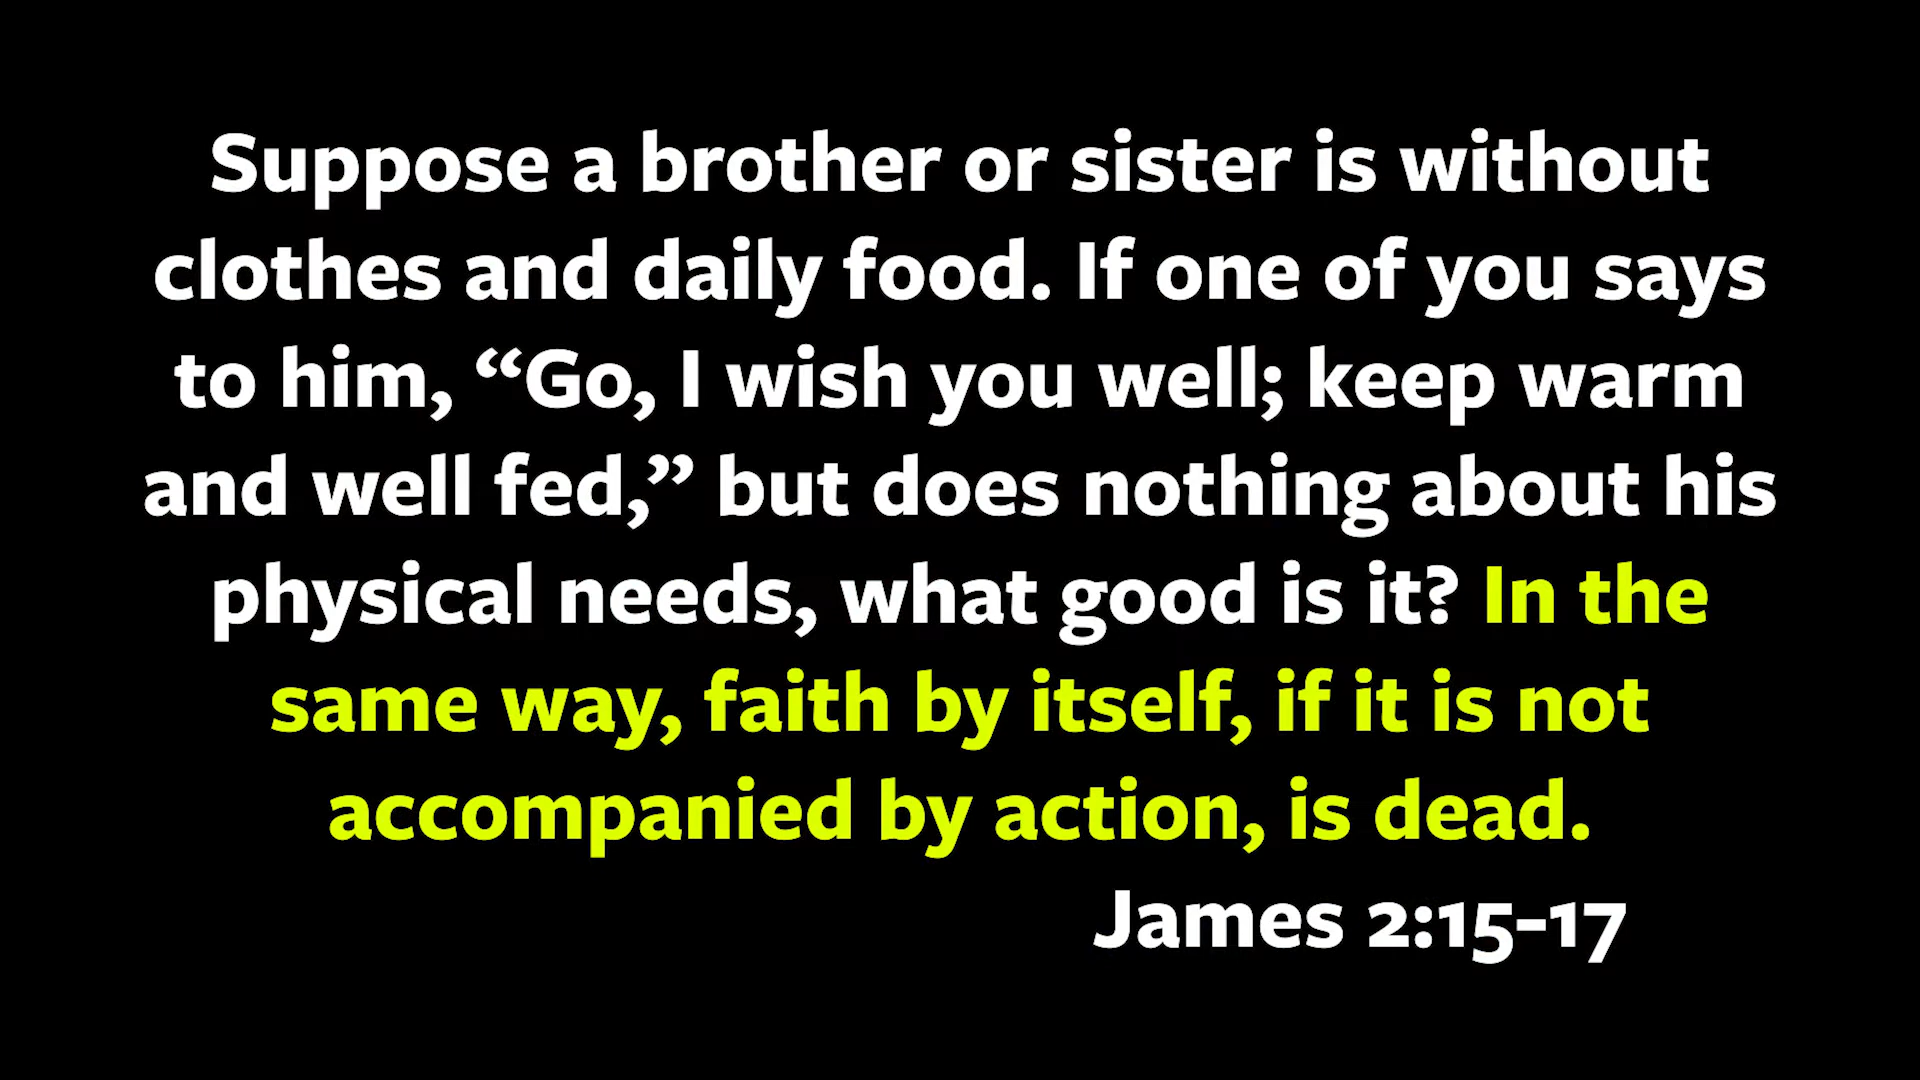 Suppose a brother or sister is without
clothes and daily food. If one of you says
to him, “Go, I wish you well; keep warm
and well fed,” but does nothing about his
physical needs, what good is it? In the
same way, faith by itself, if it is not
accompanied by action, is dead.
James 2:15-17